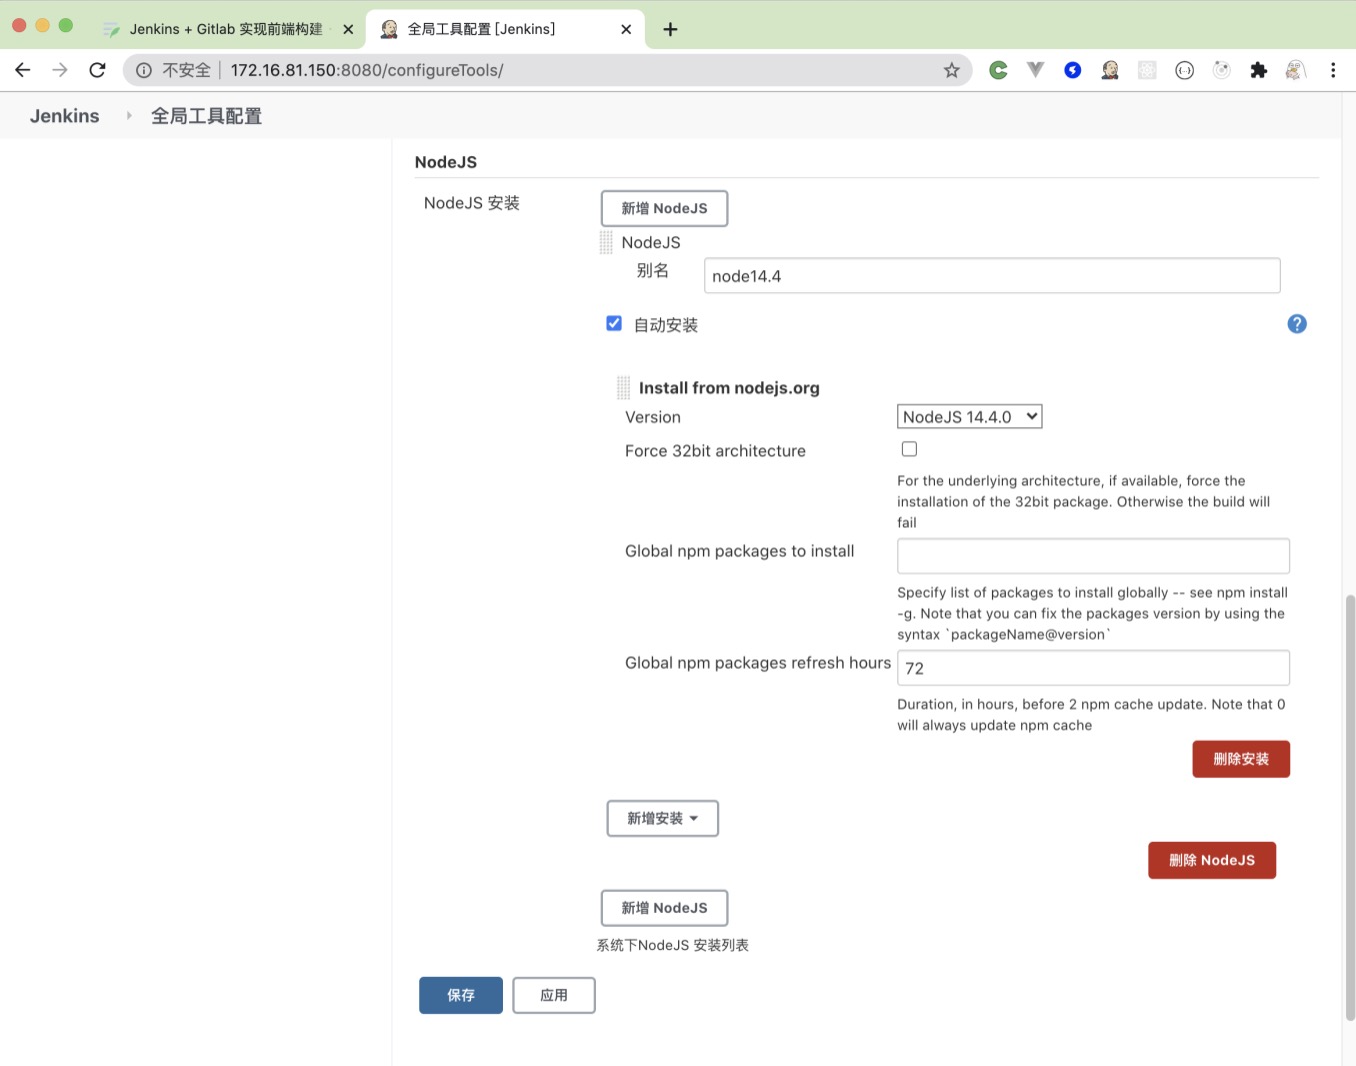 Jenkins + Gitlab 实现前端构建
全局工具配置 [Jenkins]
不安全 172.16.81.150:8080/configureTools/
Jenkins 全局工具配置
NodeJS
NodeJS 安装
新增 NodeJS
NodeJS
别名 node14.4
自动安装
Install from nodejs.org
Version NodeJS 14.4.0
Force 32bit architecture
For the underlying architecture, if available, force the
installation of the 32bit package. Otherwise the build will
fail
Global npm packages to install
Specify list of packages to install globally -- see npm install
-g. Note that you can fix the packages version by using the
syntax `packageName@version`
Global npm packages refresh hours 72
Duration, in hours, before 2 npm cache update. Note that 0
will always update npm cache
删除安装
新增安装
删除 NodeJS
新增 NodeJS
系统下NodeJS 安装列表
保存 应用